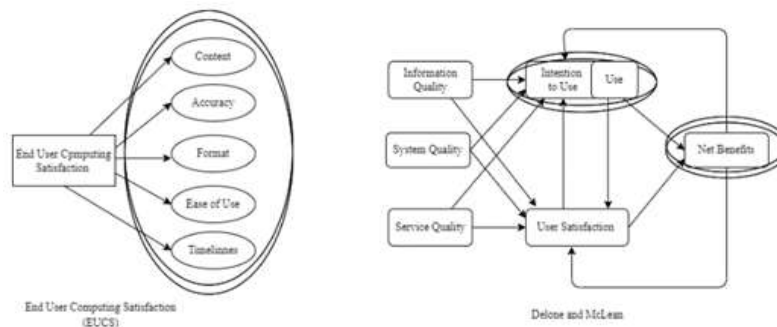 Content
Accuracy
End User Cpmputing
Satisfaction
Format
Ease of Use
Timelinnes
End User Computing Satisfaction
(EUCS)
Information
Quality
Intention
to Use
Use
System Quality
Net Benefits
Service Quality
User Satisfaction
Delone and McLean